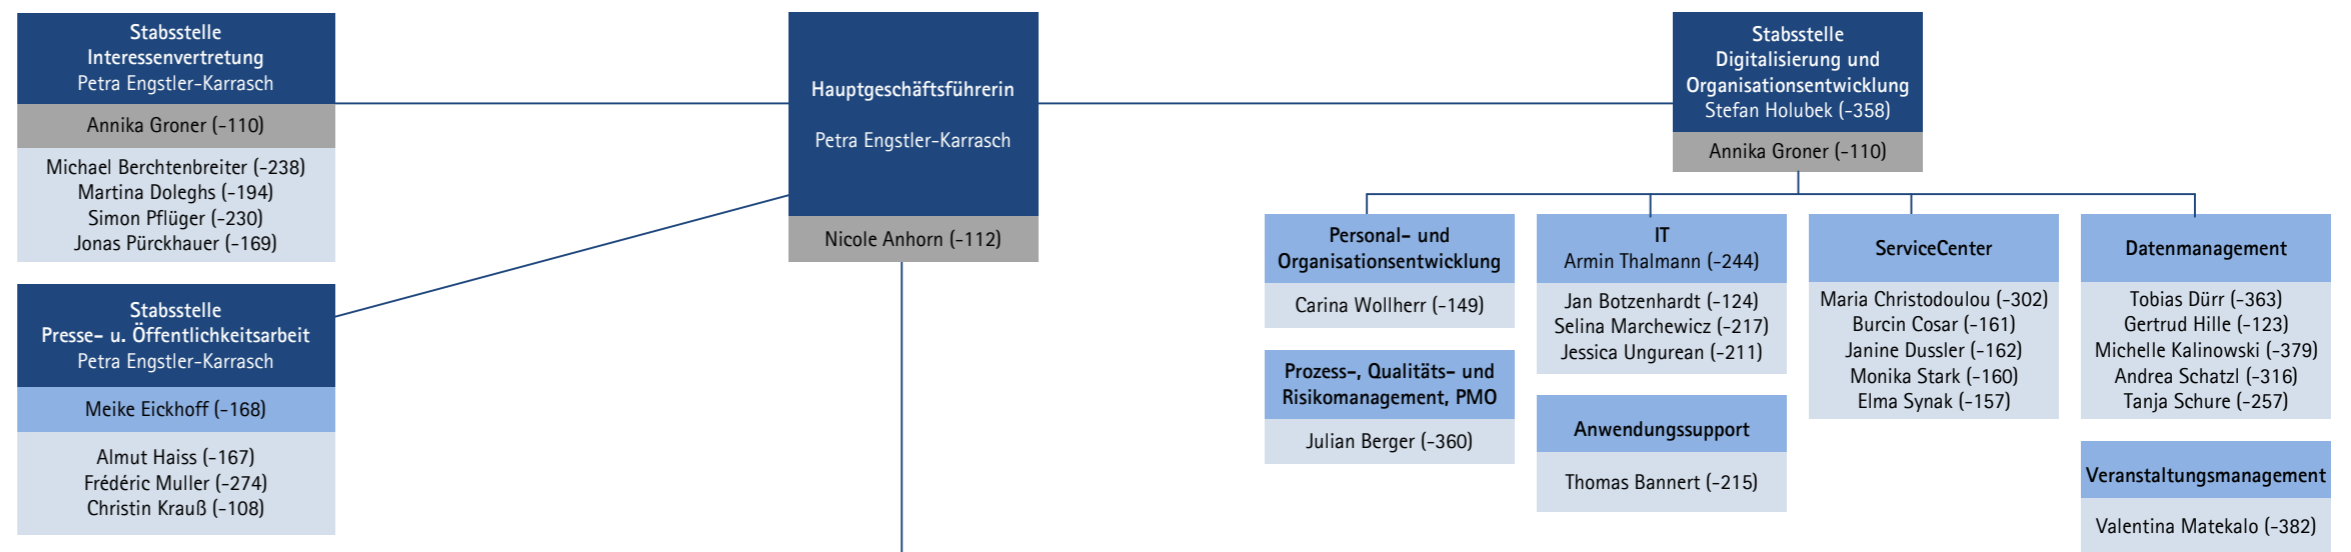 Stabsstelle
Interessenvertretung
Petra Engstler-Karrasch
Annika Groner (-110)
Michael Berchtenbreiter (-238)
Martina Doleghs (-194)
Simon Pflüger (-230)
Jonas Pürckhauer (-169)
Stabsstelle
Presse- u. Öffentlichkeitsarbeit
Petra Engstler-Karrasch
Meike Eickhoff (-168)
Almut Haiss (-167)
Frédéric Muller (-274)
Christin Krauß (-108)
Hauptgeschäftsführerin
Petra Engstler-Karrasch
Nicole Anhorn (-112)
Stabsstelle
Digitalisierung und
Organisationsentwicklung
Stefan Holubek (-358)
Annika Groner (-110)
Personal- und
Organisationsentwicklung
Carina Wollherr (-149)
Prozess-, Qualitäts- und
Risikomanagement, PMO
Julian Berger (-360)
IT
Armin Thalmann (-244)
Jan Botzenhardt (-124)
Selina Marchewicz (-217)
Jessica Ungurean (-211)
Anwendungssupport
Thomas Bannert (-215)
ServiceCenter
Maria Christodoulou (-302)
Burcin Cosar (-161)
Janine Dussler (-162)
Monika Stark (-160)
Elma Synak (-157)
Datenmanagement
Tobias Dürr (-363)
Gertrud Hille (-123)
Michelle Kalinowski (-379)
Andrea Schatzl (-316)
Tanja Schure (-257)
Veranstaltungsmanagement
Valentina Matekalo (-382)